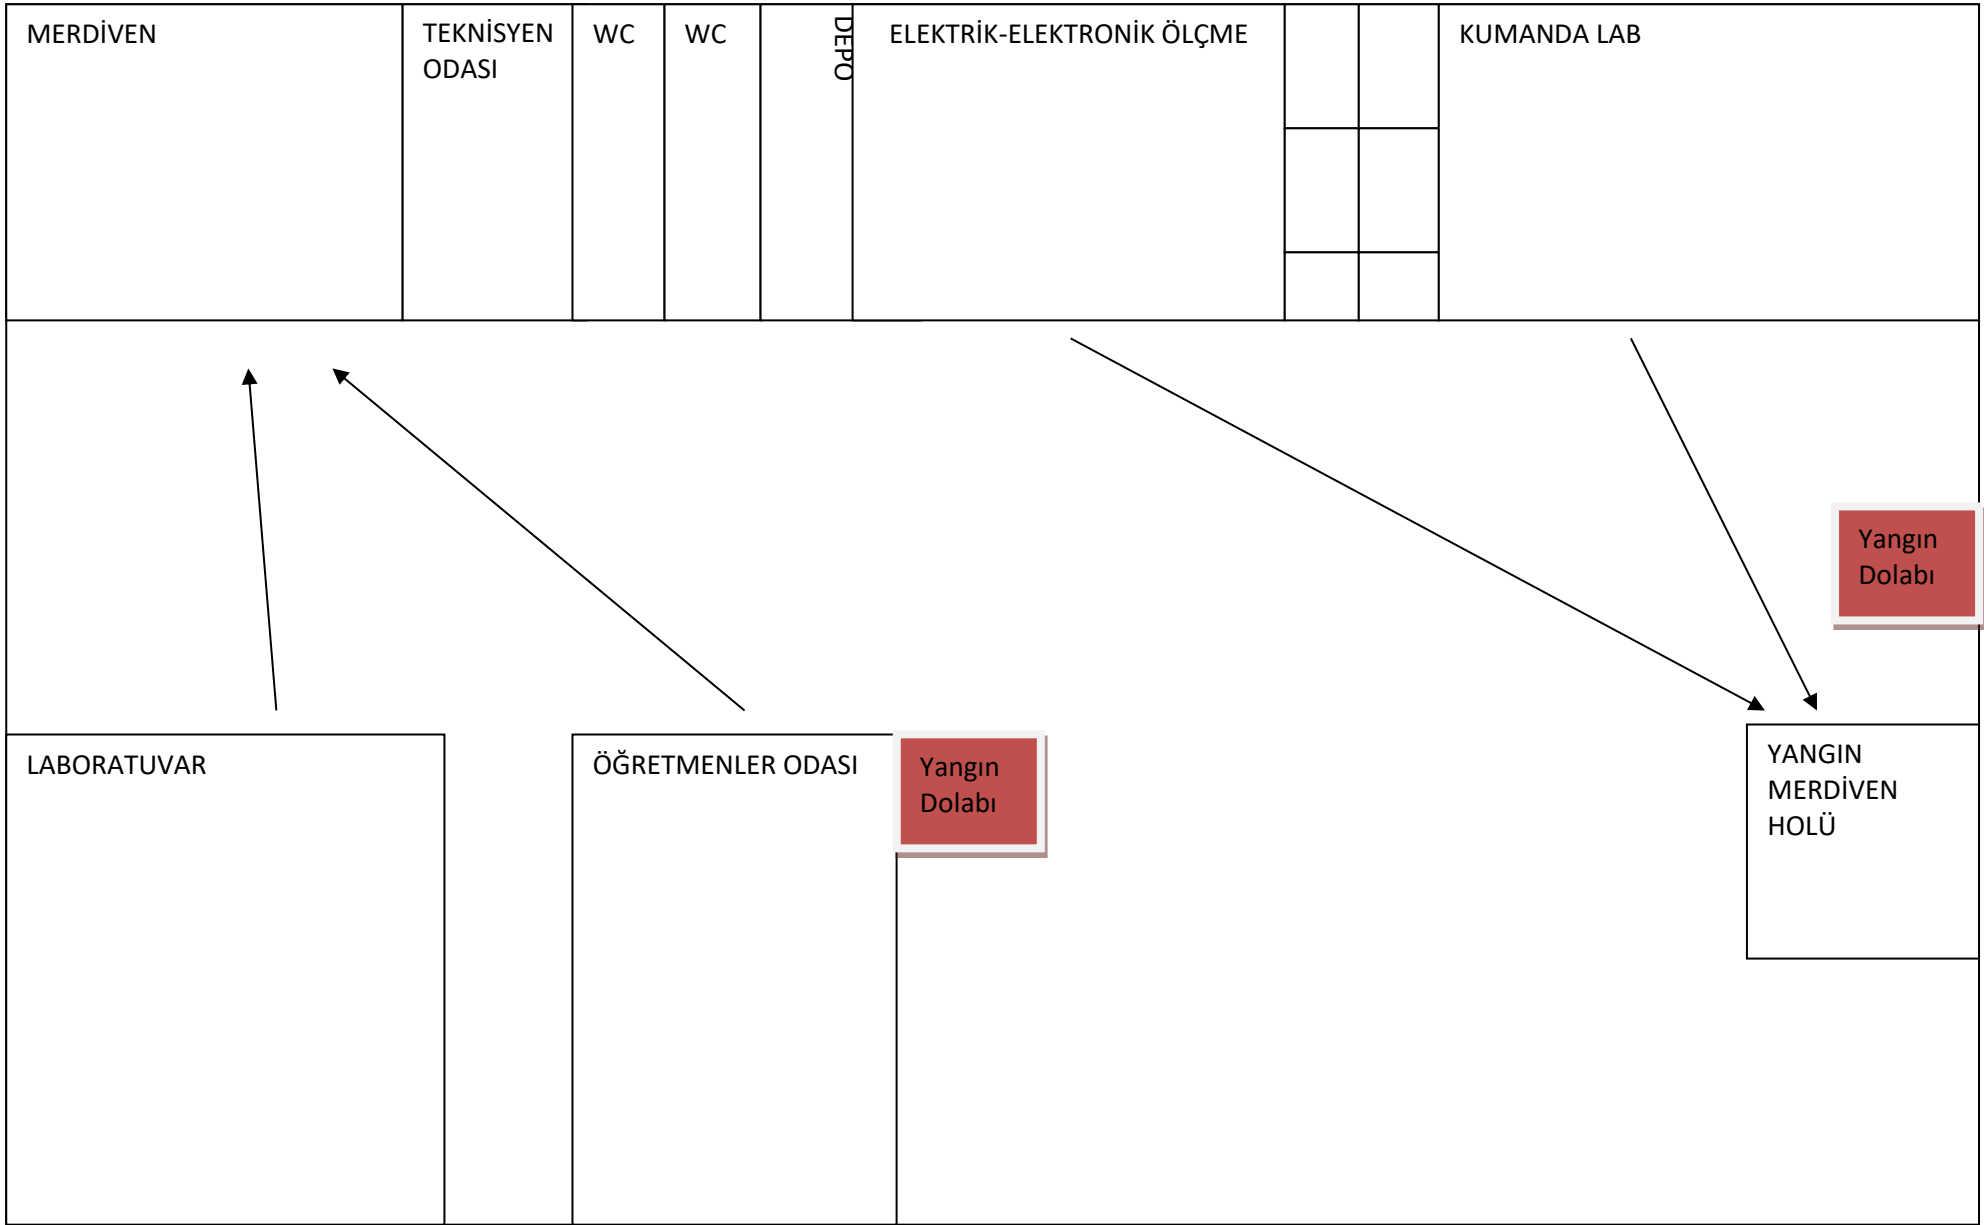 MERDİVEN
TEKNİSYEN
ODASI
WC
WC
DEPO
ELEKTRİK-ELEKTRONİK ÖLÇME
KUMANDA LAB
Yangın
Dolabı
LABORATUVAR
ÖĞRETMENLER ODASI
Yangın
Dolabı
YANGIN
MERDİVEN
HOLÜ